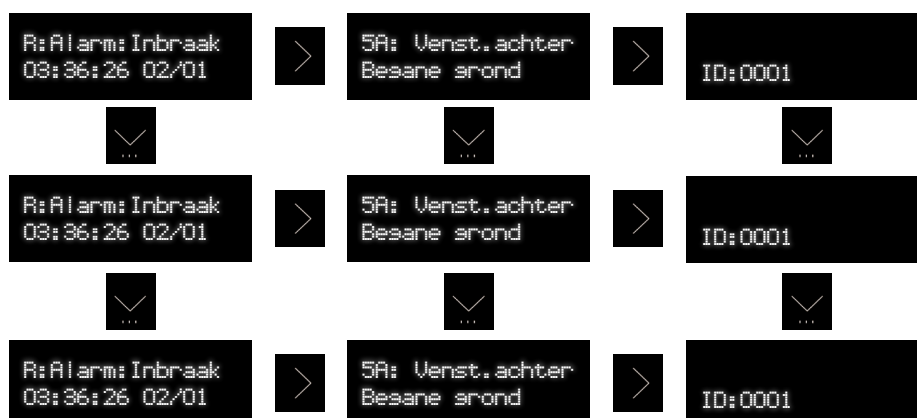 R:Alarm:Inbraak
03:36:26 02/01
5A: Venst.achter
Begane grond
ID:0001
R:Alarm:Inbraak
03:36:26 02/01
5A: Venst.achter
Begane grond
ID:0001
R:Alarm:Inbraak
03:36:26 02/01
5A: Venst.achter
Begane grond
ID:0001